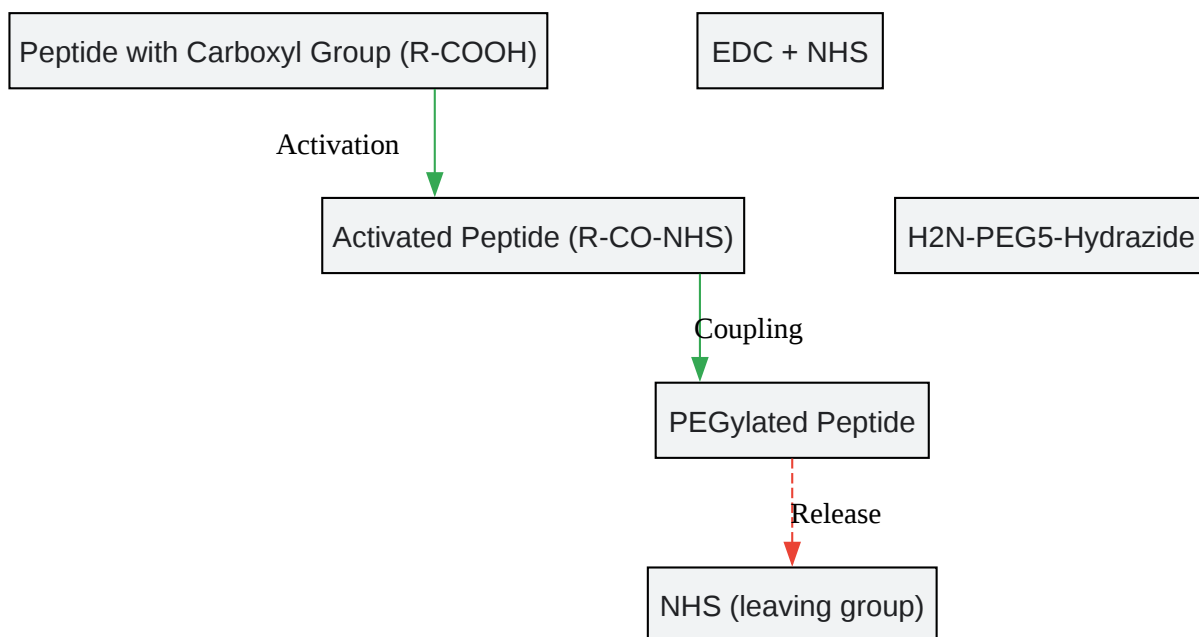 Peptide with Carboxyl Group (R-COOH)
EDC + NHS
Activation
Activated Peptide (R-CO-NHS)
H2N-PEG5-Hydrazide
Coupling
PEGylated Peptide
Release
NHS (leaving group)